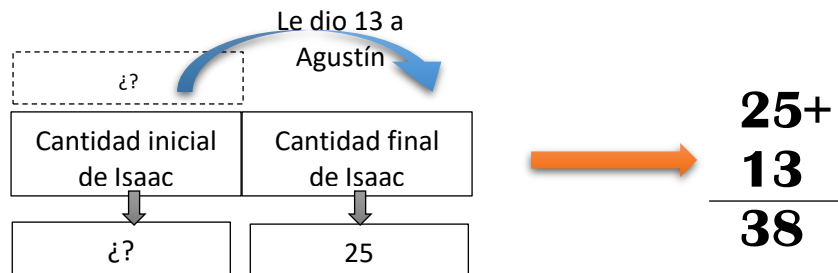 Le dio 13 a
Agustín
¿?
Cantidad inicial
de Isaac
Cantidad final
de Isaac
¿?
25
25+
13
38